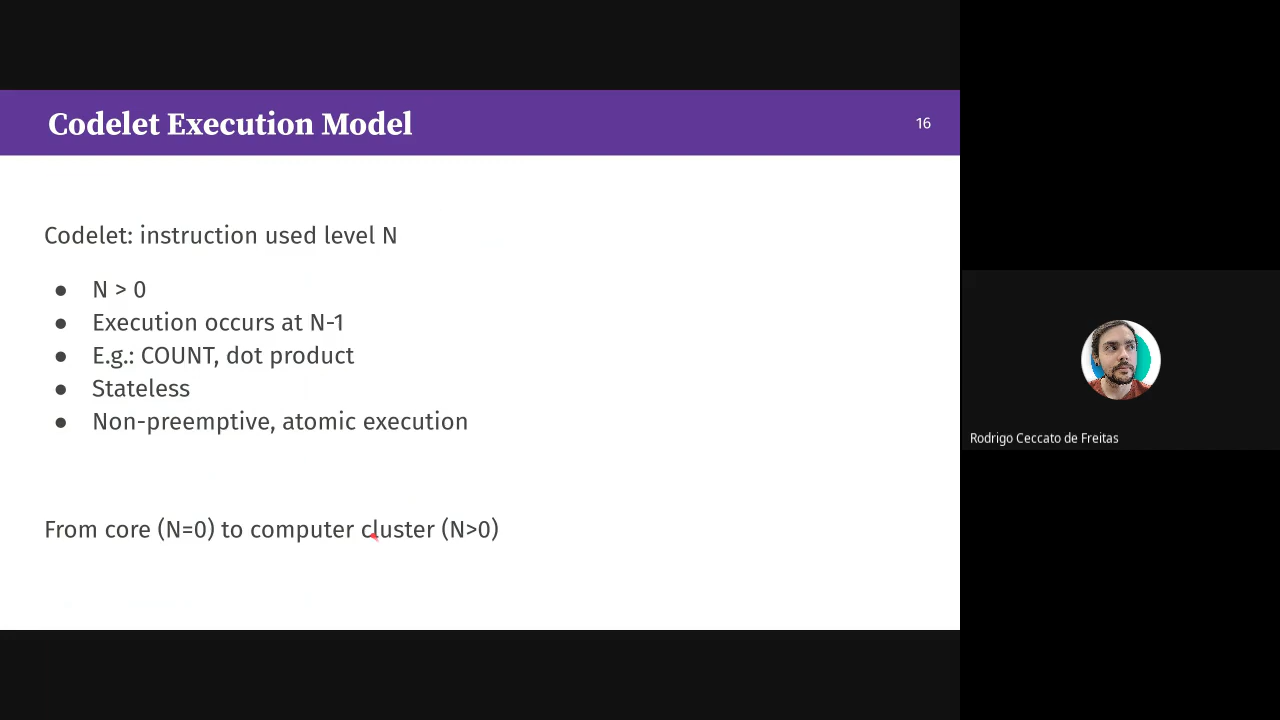 Codelet Execution Model
16
Codelet: instruction used level N
● N > 0
● Execution occurs at N-1
● E.g.: COUNT, dot product
● Stateless
● Non-preemptive, atomic execution
From core (N=0) to computer cluster (N>0)
Rodrigo Ceccato de Freitas